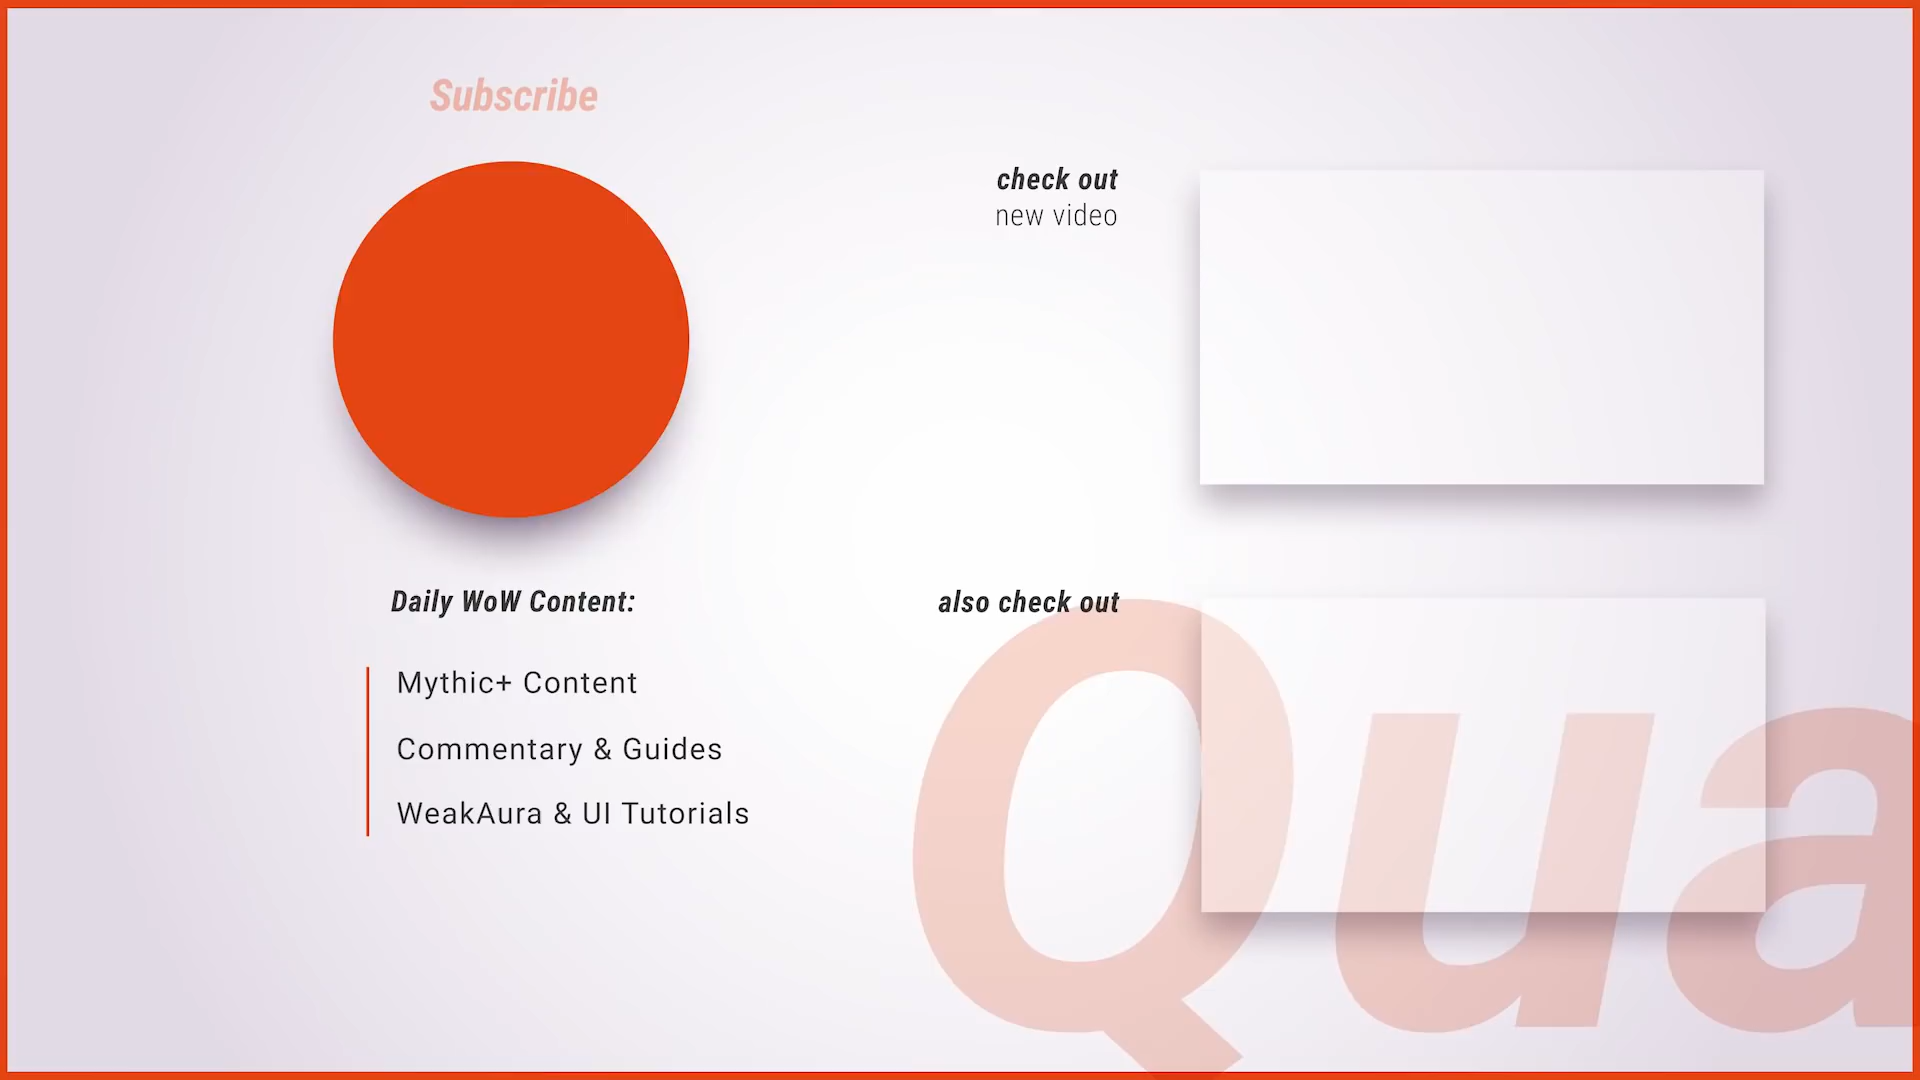 Subscribe
check out
new video
Daily WoW Content:
Mythic+ Content
Commentary & Guides
WeakAura & UI Tutorials
also check out
Qua